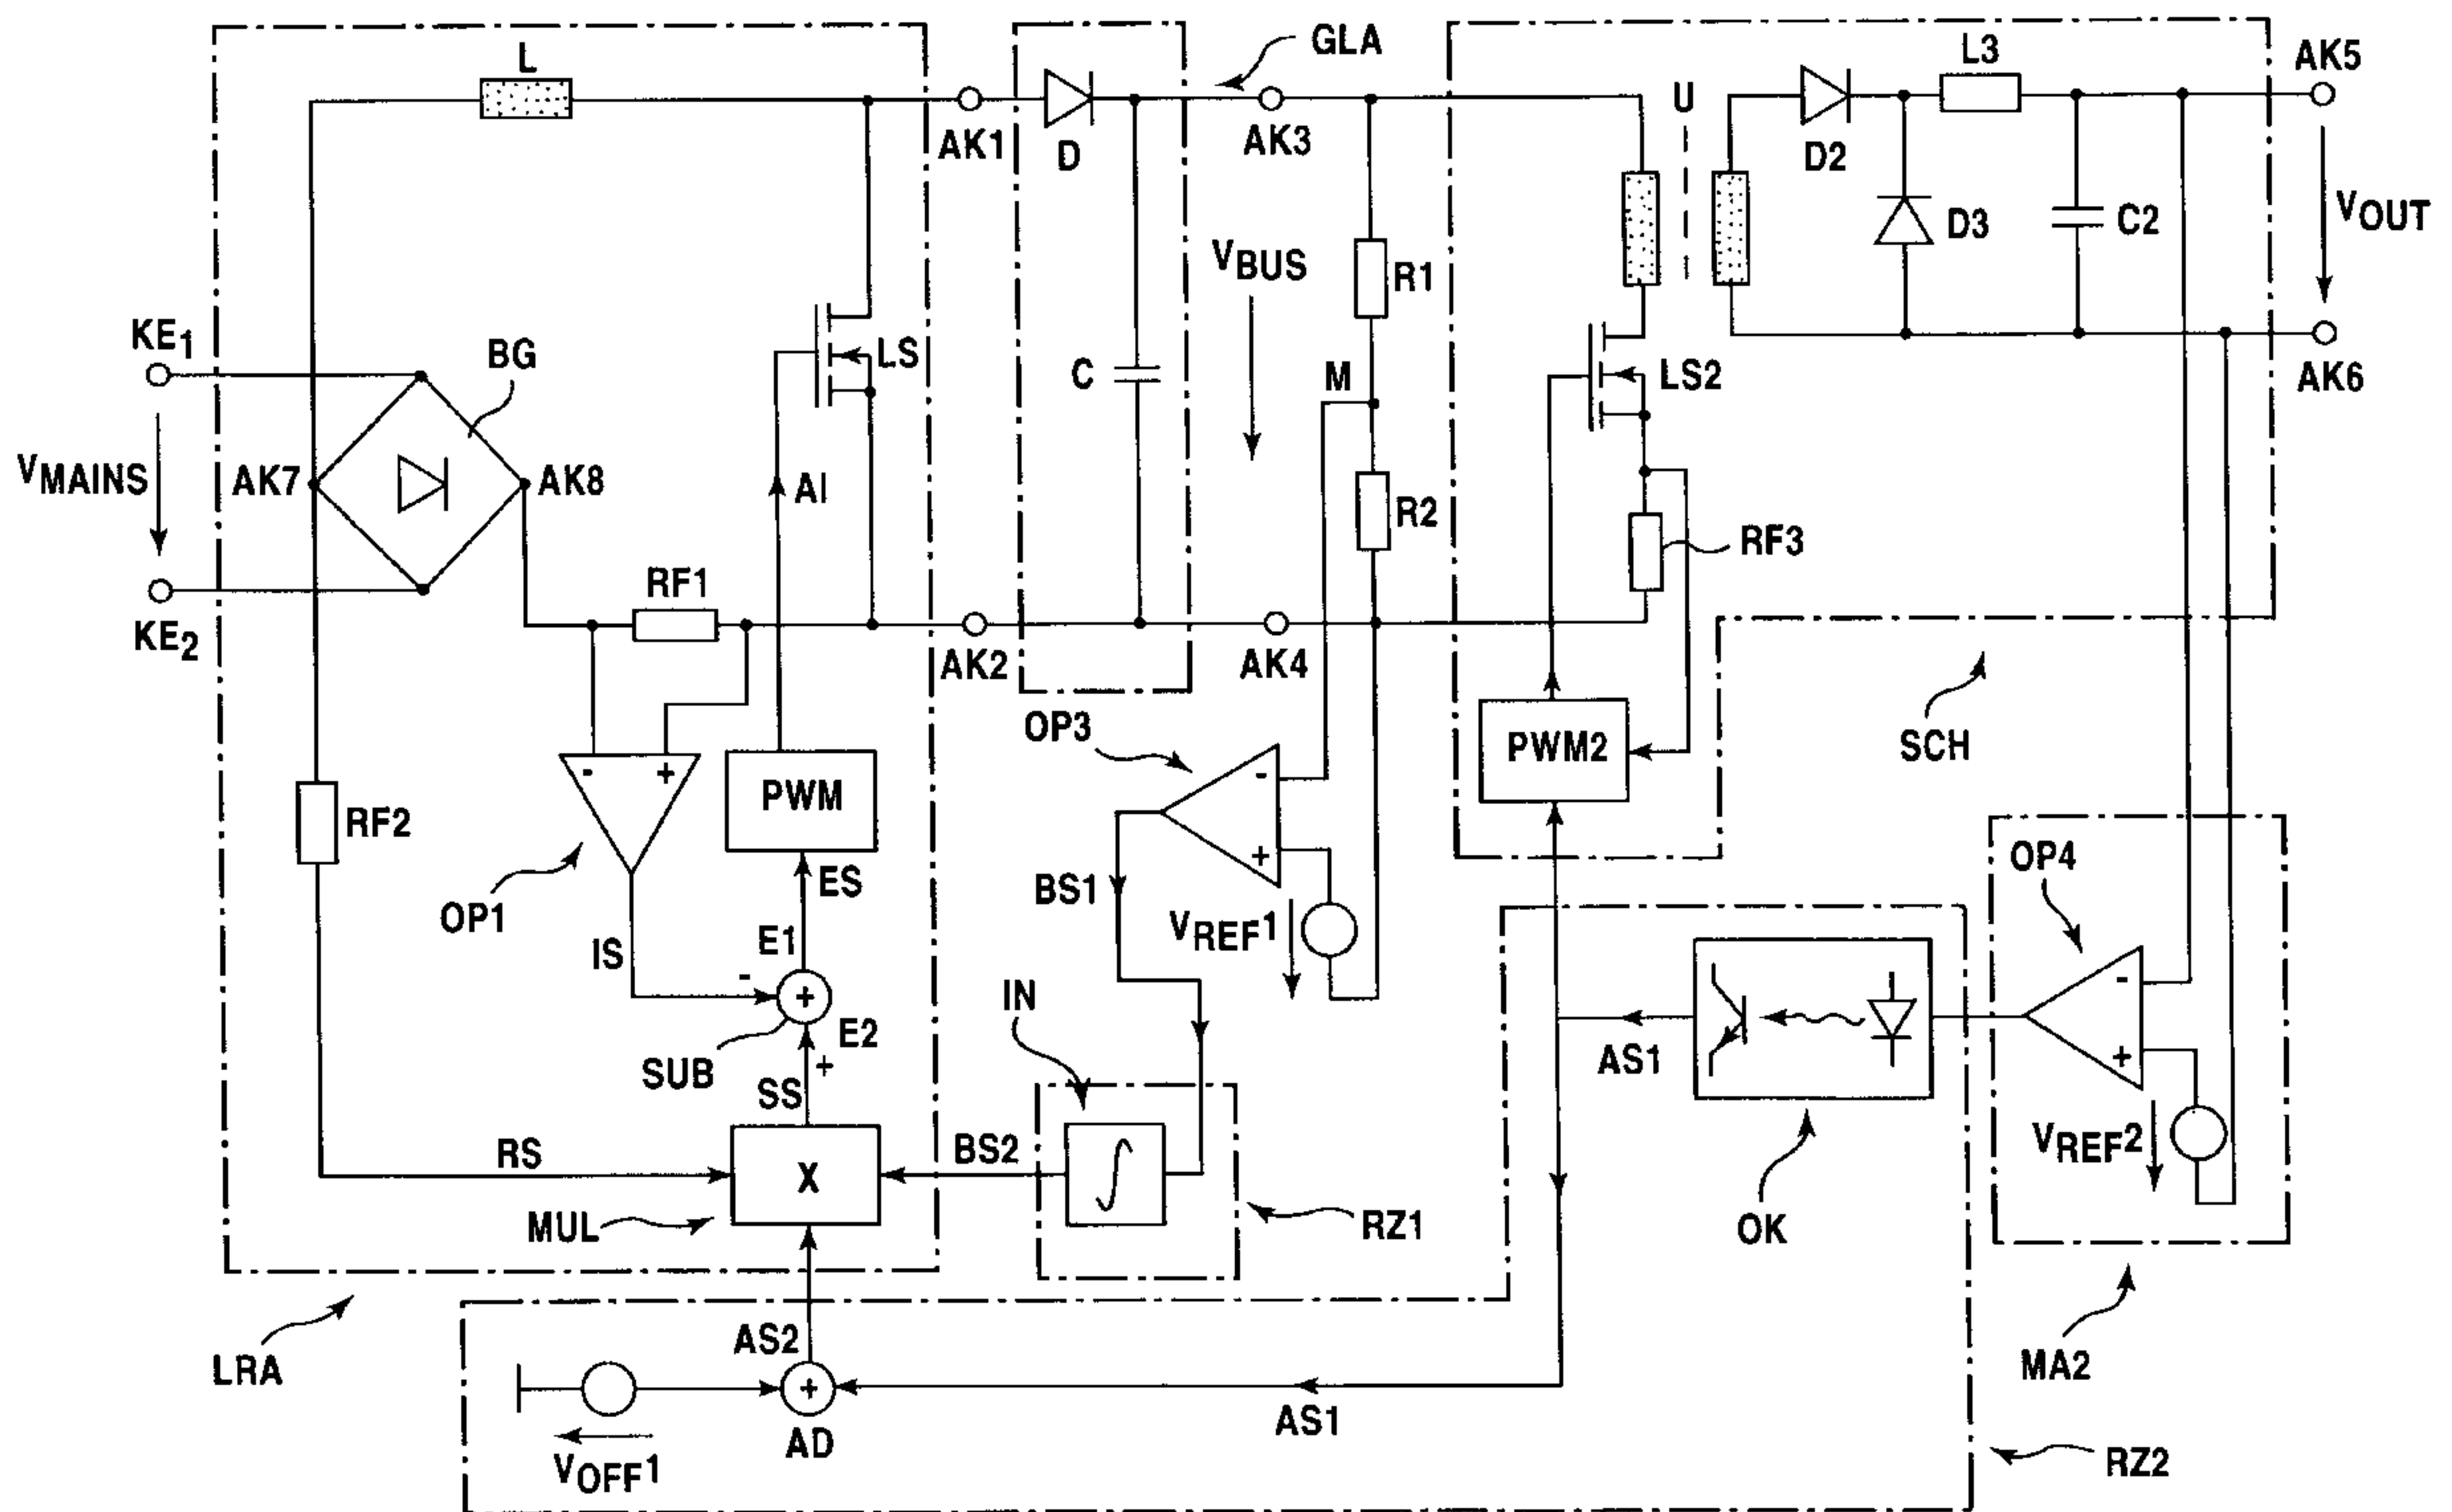 GLA
L
L3
AK5
AK1
D
AK3
U
D2
VBUS
R1
D3
C2
VOUT
KE1
BG
LS
C
M
LS2
AK6
VMAINS
AK7
AK8
AI
R2
RF3
KE2
RF1
AK2
AK4
OP3
- +
PWM
-
PWM2
SCH
RF2
OP1
ES
+
BS1
VREF1
OP4
IS
E1
-
+
IN
-
SUB
E2
+
SS
AS1
+
RS
X
BS2
VREF2
MUL
RZ1
OK
LRA
AS2
MA2
+
AD
AS1
VOFF1
RZ2